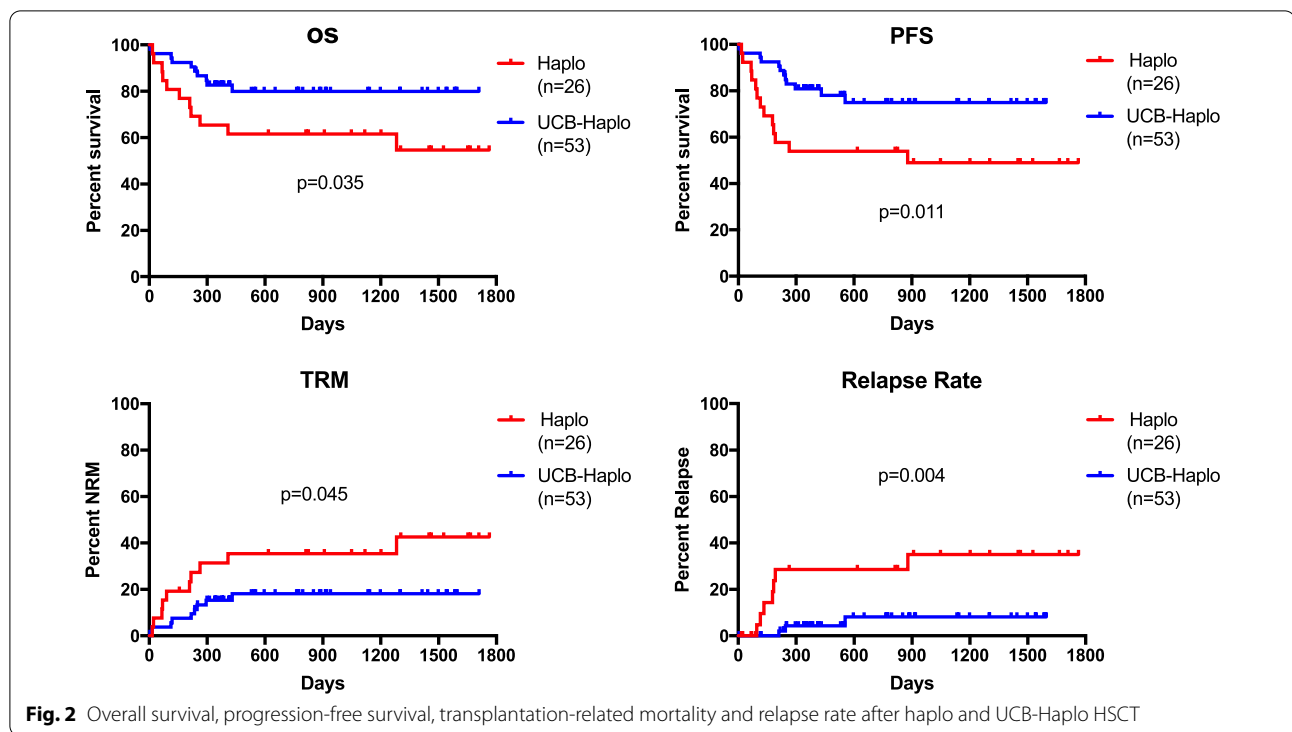 OS
Percent survival
100
80
60
40
20
0
0 300 600 900 1200 1500 1800
Days
p=0.035
Haplo
(n=26)
UCB-Haplo
(n=53)
PFS
Percent survival
100
80
60
40
20
0
0 300 600 900 1200 1500 1800
Days
p=0.011
Haplo
(n=26)
UCB-Haplo
(n=53)
TRM
Percent NRM
100
80
60
40
20
0
0 300 600 900 1200 1500 1800
Days
p=0.045
Haplo
(n=26)
UCB-Haplo
(n=53)
Relapse Rate
Percent Relapse
100
80
60
40
20
0
0 300 600 900 1200 1500 1800
Days
p=0.004
Haplo
(n=26)
UCB-Haplo
(n=53)
Fig. 2 Overall survival, progression-free survival, transplantation-related mortality and relapse rate after haplo and UCB-Haplo HSCT